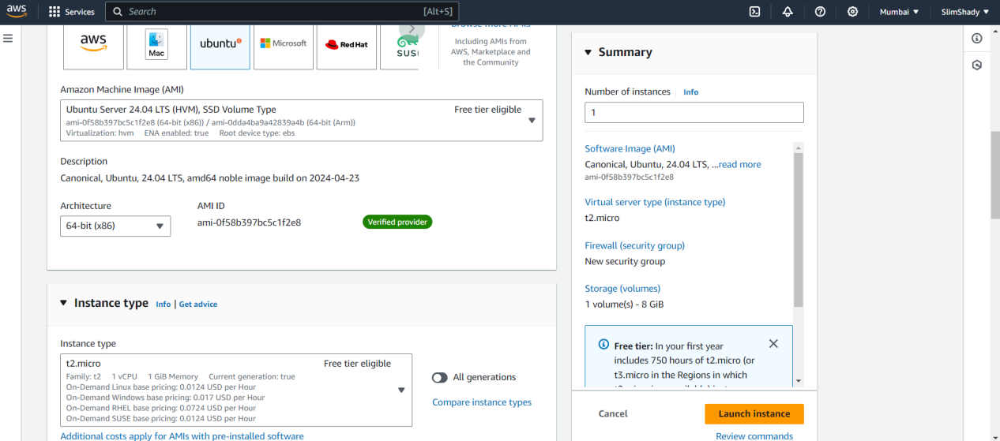 aws
Services
Search
[Alt+S]
Mumbai
SlimShady
aws
Mac
ubuntu
Microsoft
Red Hat
SUS
Browse more AMIs
Including AMIs from
AWS, Marketplace and
the Community
Amazon Machine Image (AMI)
Ubuntu Server 24.04 LTS (HVM), SSD Volume Type
Free tier eligible
ami-0f58b397bc5c1f2e8 (64-bit (x86)) / ami-0dda4ba9a42839a4b (64-bit (Arm))
Virtualization: hvm ENA enabled: true Root device type: ebs
Description
Canonical, Ubuntu, 24.04 LTS, amd64 noble image build on 2024-04-23
Architecture
AMI ID
64-bit (x86)
ami-0f58b397bc5c1f2e8
Verified provider
Instance type Info | Get advice
Instance type
t2.micro
Free tier eligible
Family: t2 1 vCPU 1 GiB Memory Current generation: true
On-Demand Linux base pricing: 0.0124 USD per Hour
On-Demand Windows base pricing: 0.017 USD per Hour
On-Demand RHEL base pricing: 0.0724 USD per Hour
On-Demand SUSE base pricing: 0.0124 USD per Hour
All generations
Compare instance types
Additional costs apply for AMIs with pre-installed software
Summary
Number of instances Info
1
Software Image (AMI)
Canonical, Ubuntu, 24.04 LTS, ...read more
ami-0f58b397bc5c1f2e8
Virtual server type (instance type)
t2.micro
Firewall (security group)
New security group
Storage (volumes)
1 volume(s) - 8 GiB
Free tier: In your first year
includes 750 hours of t2.micro (or
t3.micro in the Regions in which
Cancel
Launch instance
Review commands